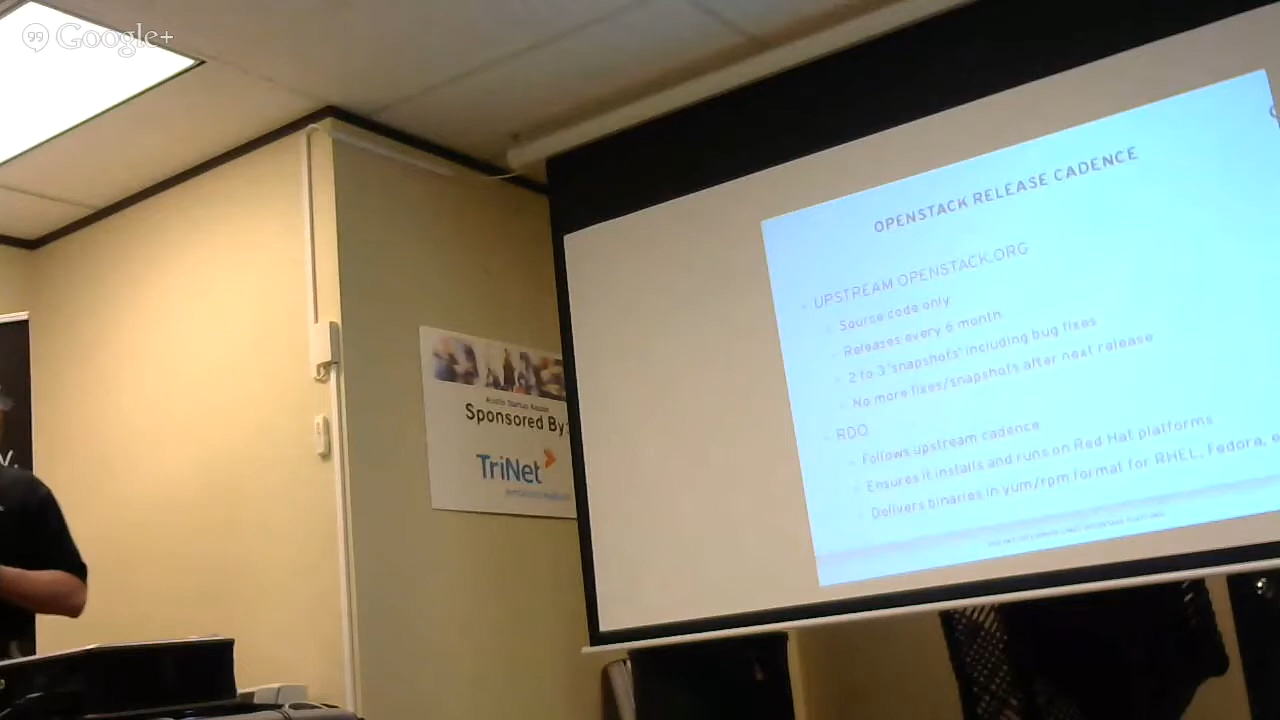 Google+
OPENSTACK RELEASE CADENCE
UPSTREAM OPENSTACK.ORG
Source code only
Releases every 6 month
2 to 3 'snapshots' including bug fixes
No more fixes/snapshots after next release
RDO
Follows upstream cadence
Ensures it installs and runs on Red Hat platforms
Delivers binaries in yum/rpm format for RHEL, Fedora,
Sponsored By:
TriNet